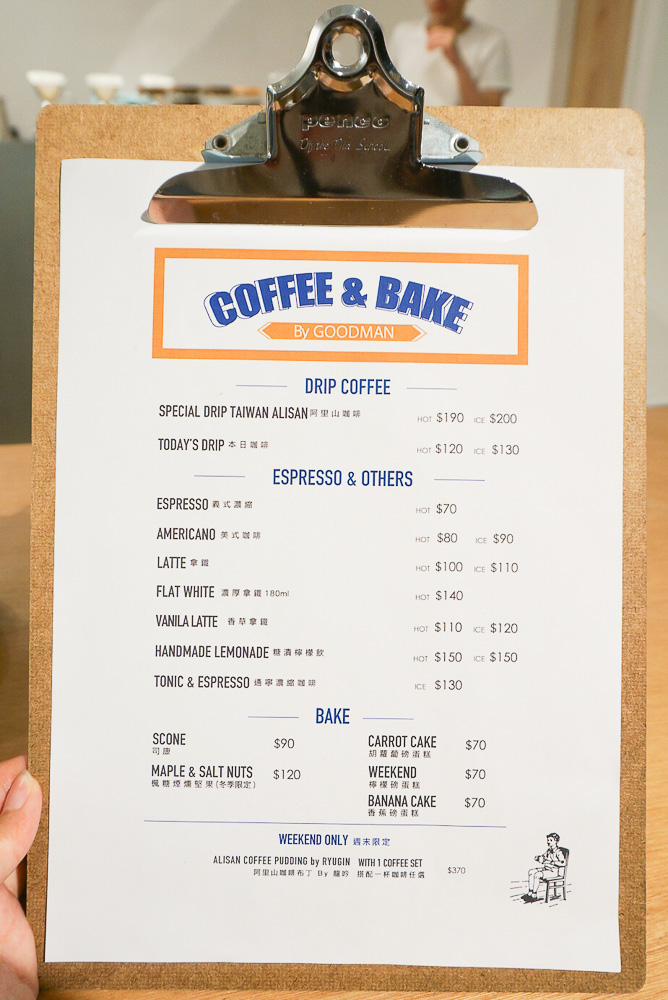 penco
COFFEE & BAKE
By GOODMAN
DRIP COFFEE
SPECIAL DRIP TAIWAN ALISAN 阿里山咖啡 HOT $190 ICE $200
TODAY'S DRIP 本日咖啡 HOT $120 ICE $130
ESPRESSO & OTHERS
ESPRESSO 義式濃縮 HOT $70
AMERICANO 美式咖啡 HOT $80 ICE $90
LATTE 拿鐵 HOT $100 ICE $110
FLAT WHITE 濃厚拿鐵 180ml HOT $140
VANILA LATTE 香草拿鐵 HOT $110 ICE $120
HANDMADE LEMONADE 糖漬檸檬飲 HOT $150 ICE $150
TONIC & ESPRESSO 通寧濃縮咖啡 ICE $130
BAKE
SCONE $90
司康
MAPLE & SALT NUTS $120
楓糖煙燻堅果(冬季限定)
CARROT CAKE $70
胡蘿蔔磅蛋糕
WEEKEND $70
檸檬磅蛋糕
BANANA CAKE $70
香蕉磅蛋糕
WEEKEND ONLY 週末限定
ALISAN COFFEE PUDDING by RYUGIN WITH 1 COFFEE SET $370
阿里山咖啡布丁 By 龍吟 搭配一杯咖啡任選